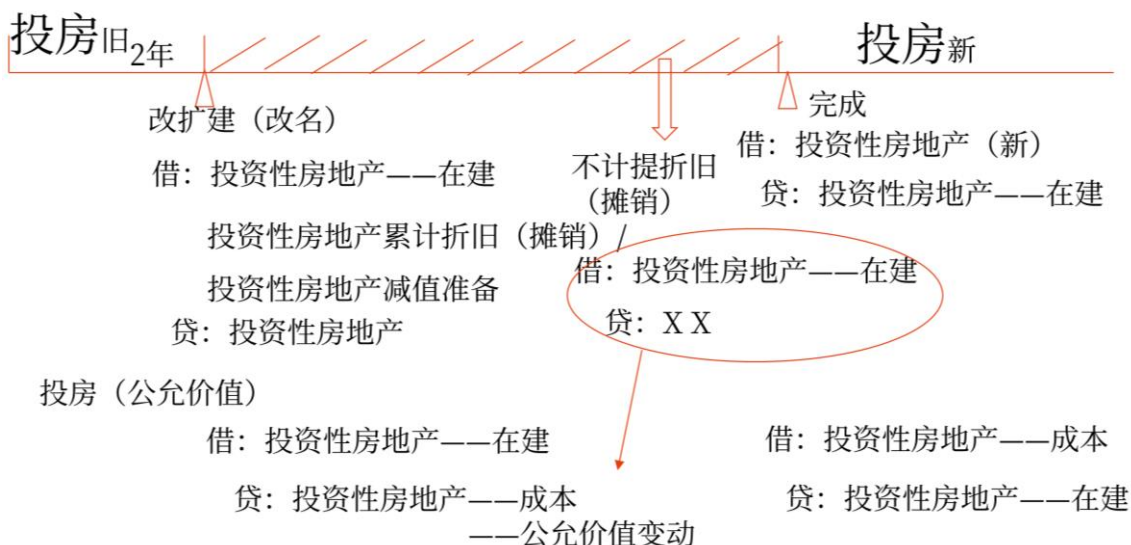 投房旧2年
投房新
改扩建（改名）
借：投资性房地产——在建
投资性房地产累计折旧（摊销）/
投资性房地产减值准备
贷：投资性房地产
不计提折旧
（摊销）
借：投资性房地产——在建
贷：X X
完成
借：投资性房地产（新）
贷：投资性房地产——在建
投房（公允价值）
借：投资性房地产——在建
贷：投资性房地产——成本
——公允价值变动
借：投资性房地产——成本
贷：投资性房地产——在建